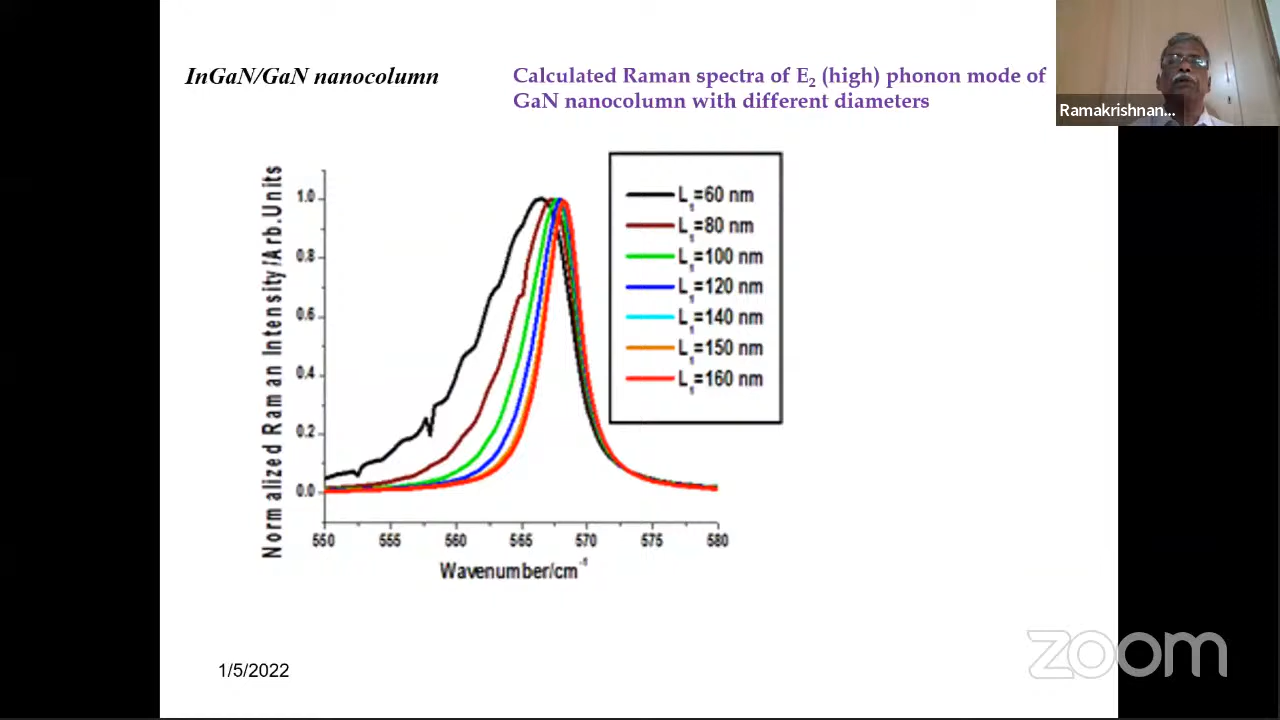 InGaN/GaN nanocolumn
Calculated Raman spectra of E2 (high) phonon mode of
GaN nanocolumn with different diameters
Ramakrishnan...
Normalized Raman Intensity /Arb.Units
1.0
0.8
0.6
0.4
0.2
0.0
L1=60 nm
L1=80 nm
L1=100 nm
L1=120 nm
L1=140 nm
L1=150 nm
L1=160 nm
550 555 560 565 570 575 580
Wavenumber/cm-1
1/5/2022
zoom